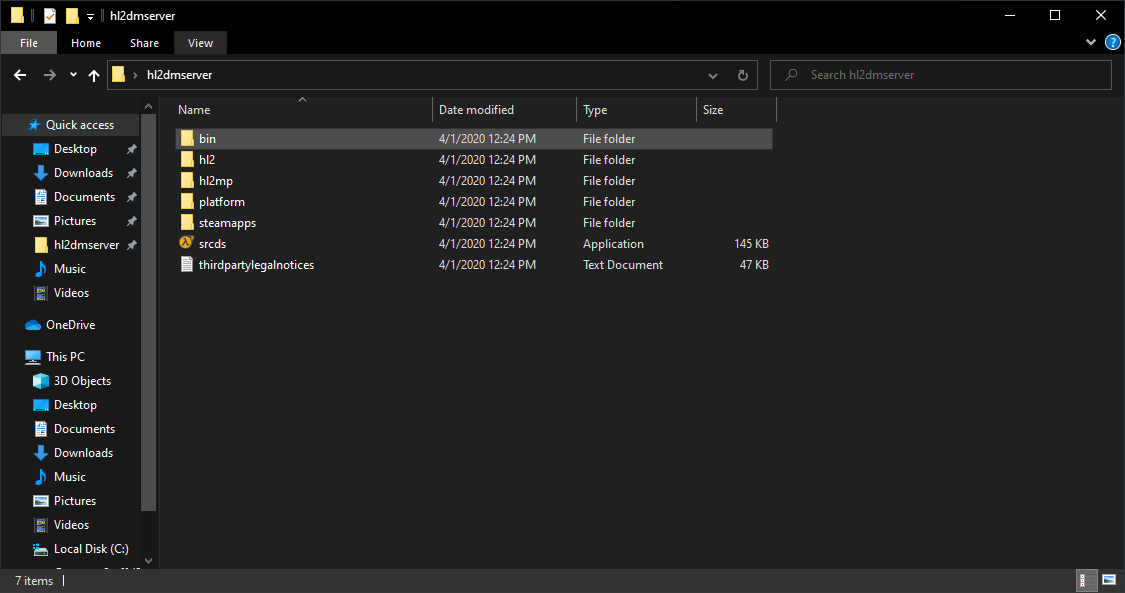 hl2dmserver
File Home Share View
hl2dmserver Search hl2dmserver
Name Date modified Type Size
Quick access
Desktop
Downloads
Documents
Pictures
hl2dmserver
Music
Videos
OneDrive
This PC
3D Objects
Desktop
Documents
Downloads
Music
Pictures
Videos
Local Disk (C:)
bin 4/1/2020 12:24 PM File folder
hl2 4/1/2020 12:24 PM File folder
hl2mp 4/1/2020 12:24 PM File folder
platform 4/1/2020 12:24 PM File folder
steamapps 4/1/2020 12:24 PM File folder
srcds 4/1/2020 12:24 PM Application 145 KB
thirdpartylegalnotices 4/1/2020 12:24 PM Text Document 47 KB
7 items